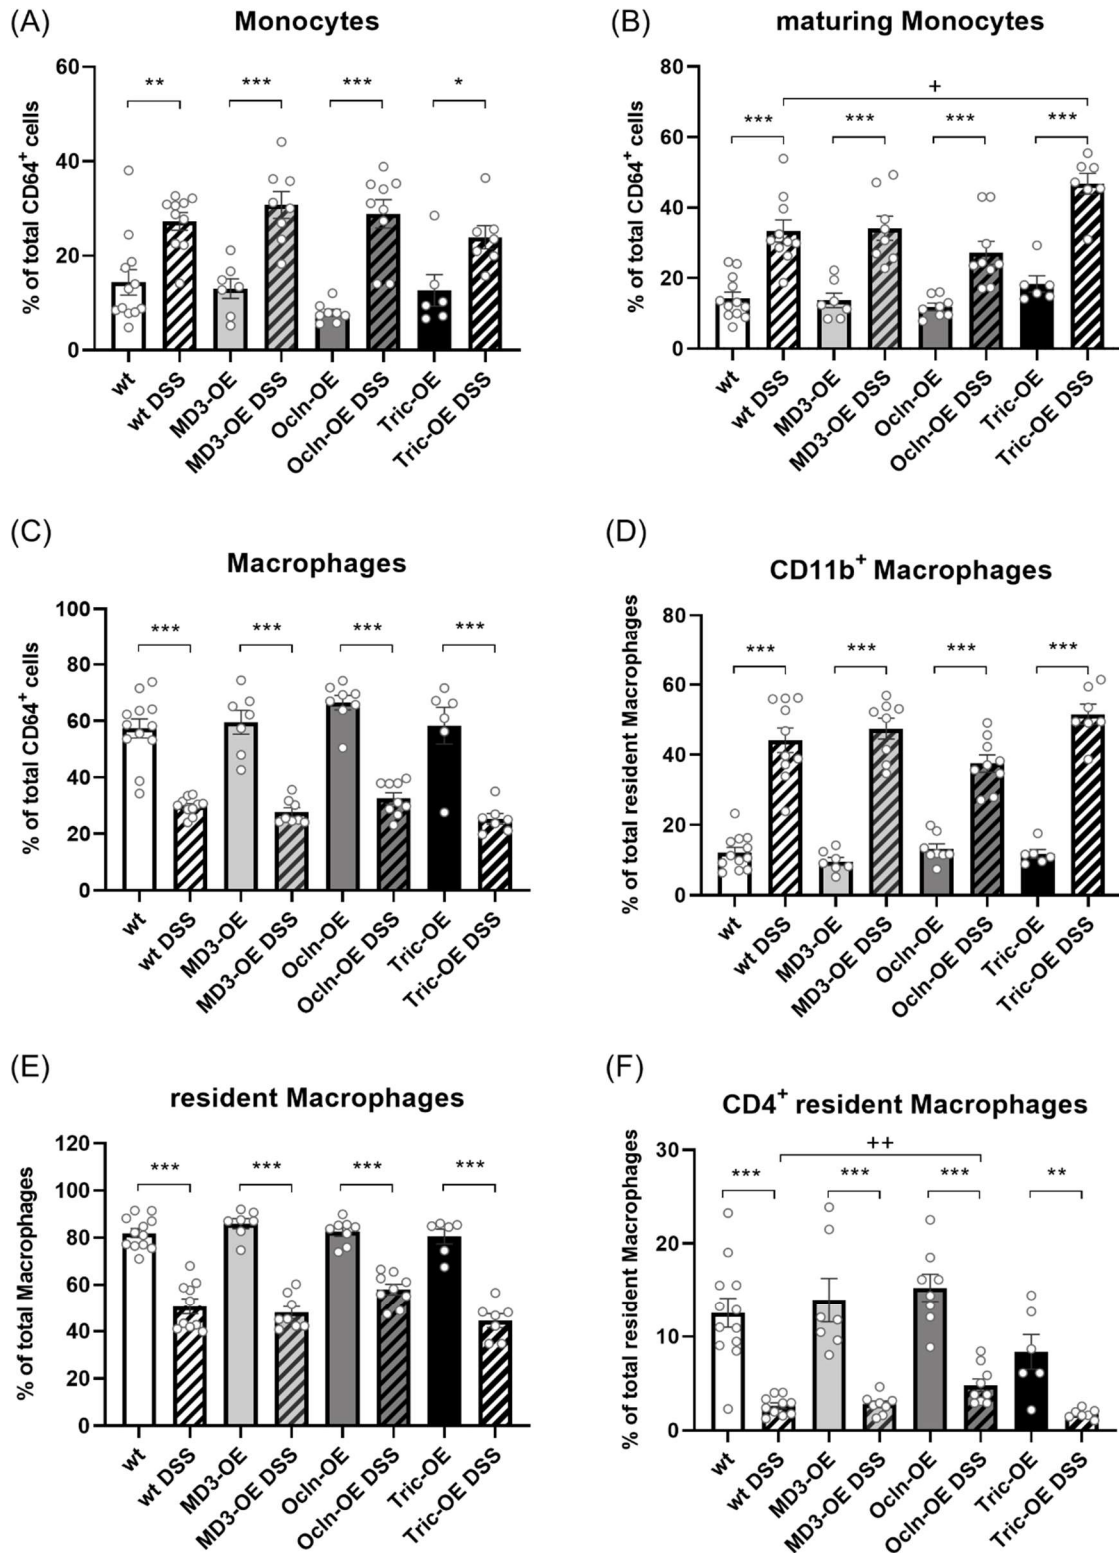 (A)
Monocytes
% of total CD64⁺ cells
60
40
20
0
**
***
***
*
wt
wt DSS
MD3-OE
MD3-OE DSS
Ocln-OE
Ocln-OE DSS
Tric-OE
Tric-OE DSS
(B)
maturing Monocytes
% of total CD64⁺ cells
80
60
40
20
0
+
***
***
***
***
wt
wt DSS
MD3-OE
MD3-OE DSS
Ocln-OE
Ocln-OE DSS
Tric-OE
Tric-OE DSS
(C)
Macrophages
% of total CD64⁺ cells
100
80
60
40
20
0
***
***
***
***
wt
wt DSS
MD3-OE
MD3-OE DSS
Ocln-OE
Ocln-OE DSS
Tric-OE
Tric-OE DSS
(D)
CD11b⁺ Macrophages
% of total resident Macrophages
80
60
40
20
0
***
***
***
***
wt
wt DSS
MD3-OE
MD3-OE DSS
Ocln-OE
Ocln-OE DSS
Tric-OE
Tric-OE DSS
(E)
resident Macrophages
% of total Macrophages
120
100
80
60
40
20
0
***
***
***
***
wt
wt DSS
MD3-OE
MD3-OE DSS
Ocln-OE
Ocln-OE DSS
Tric-OE
Tric-OE DSS
(F)
CD4⁺ resident Macrophages
% of total resident Macrophages
30
20
10
0
++
***
***
***
**
wt
wt DSS
MD3-OE
MD3-OE DSS
Ocln-OE
Ocln-OE DSS
Tric-OE
Tric-OE DSS